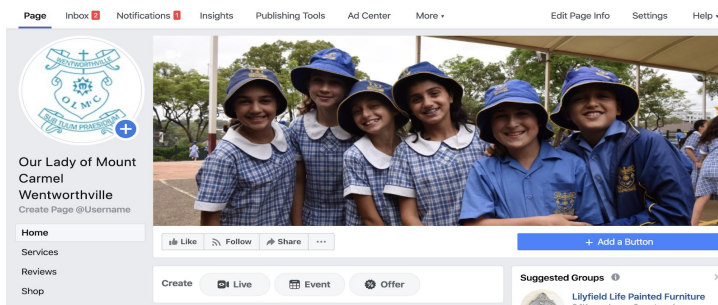 Page Inbox 2 Notifications 1 Insights Publishing Tools Ad Center More Edit Page Info Settings Help
WENTWORTHVILLE
OLMC
SUB TUUM PRAESIDIUM
Our Lady of Mount
Carmel
Wentworthville
Create Page @Username
Home
Services
Reviews
Shop
Like Follow Share ...
+ Add a Button
Create Live Event Offer
Suggested Groups
Lilyfield Life Painted Furniture